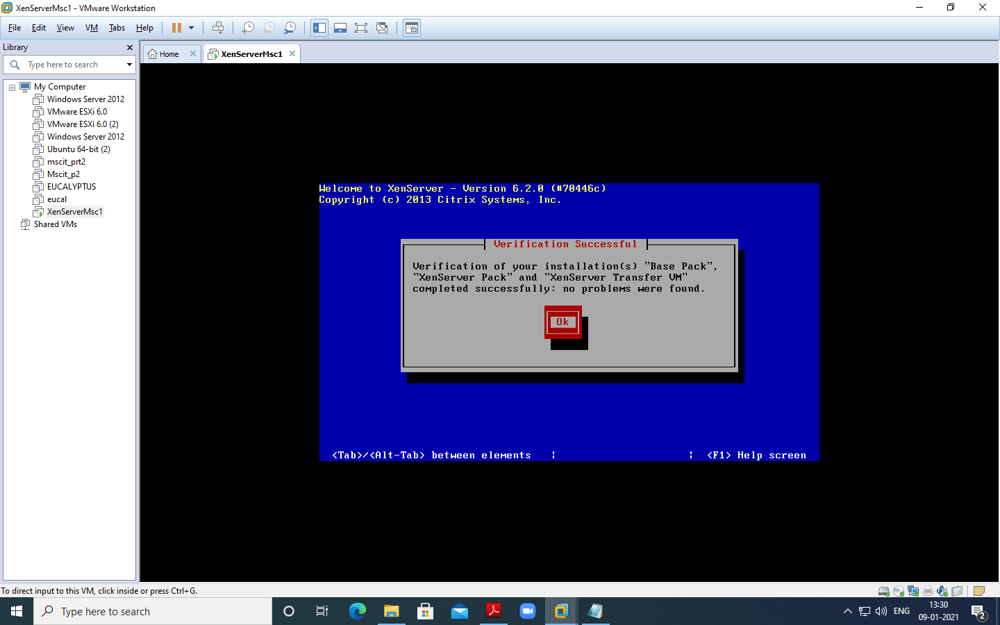 XenServerMsc1 - VMware Workstation
File Edit View VM Tabs Help
Library
Type here to search
My Computer
Windows Server 2012
VMware ESXi 6.0
VMware ESXi 6.0 (2)
Windows Server 2012
Ubuntu 64-bit (2)
mscit_prt2
Mscit_p2
EUCALYPTUS
eucal
XenServerMsc1
Shared VMs
Home XenServerMsc1
Welcome to XenServer - Version 6.2.0 (#70446c)
Copyright (c) 2013 Citrix Systems, Inc.
Verification Successful
Verification of your installation(s) "Base Pack",
"XenServer Pack" and "XenServer Transfer VM"
completed successfully: no problems were found.
Ok
<Tab>/<Alt-Tab> between elements ¦ ¦ <F1> Help screen
To direct input to this VM, click inside or press Ctrl+G.
Type here to search
ENG
13:30
09-01-2021
2